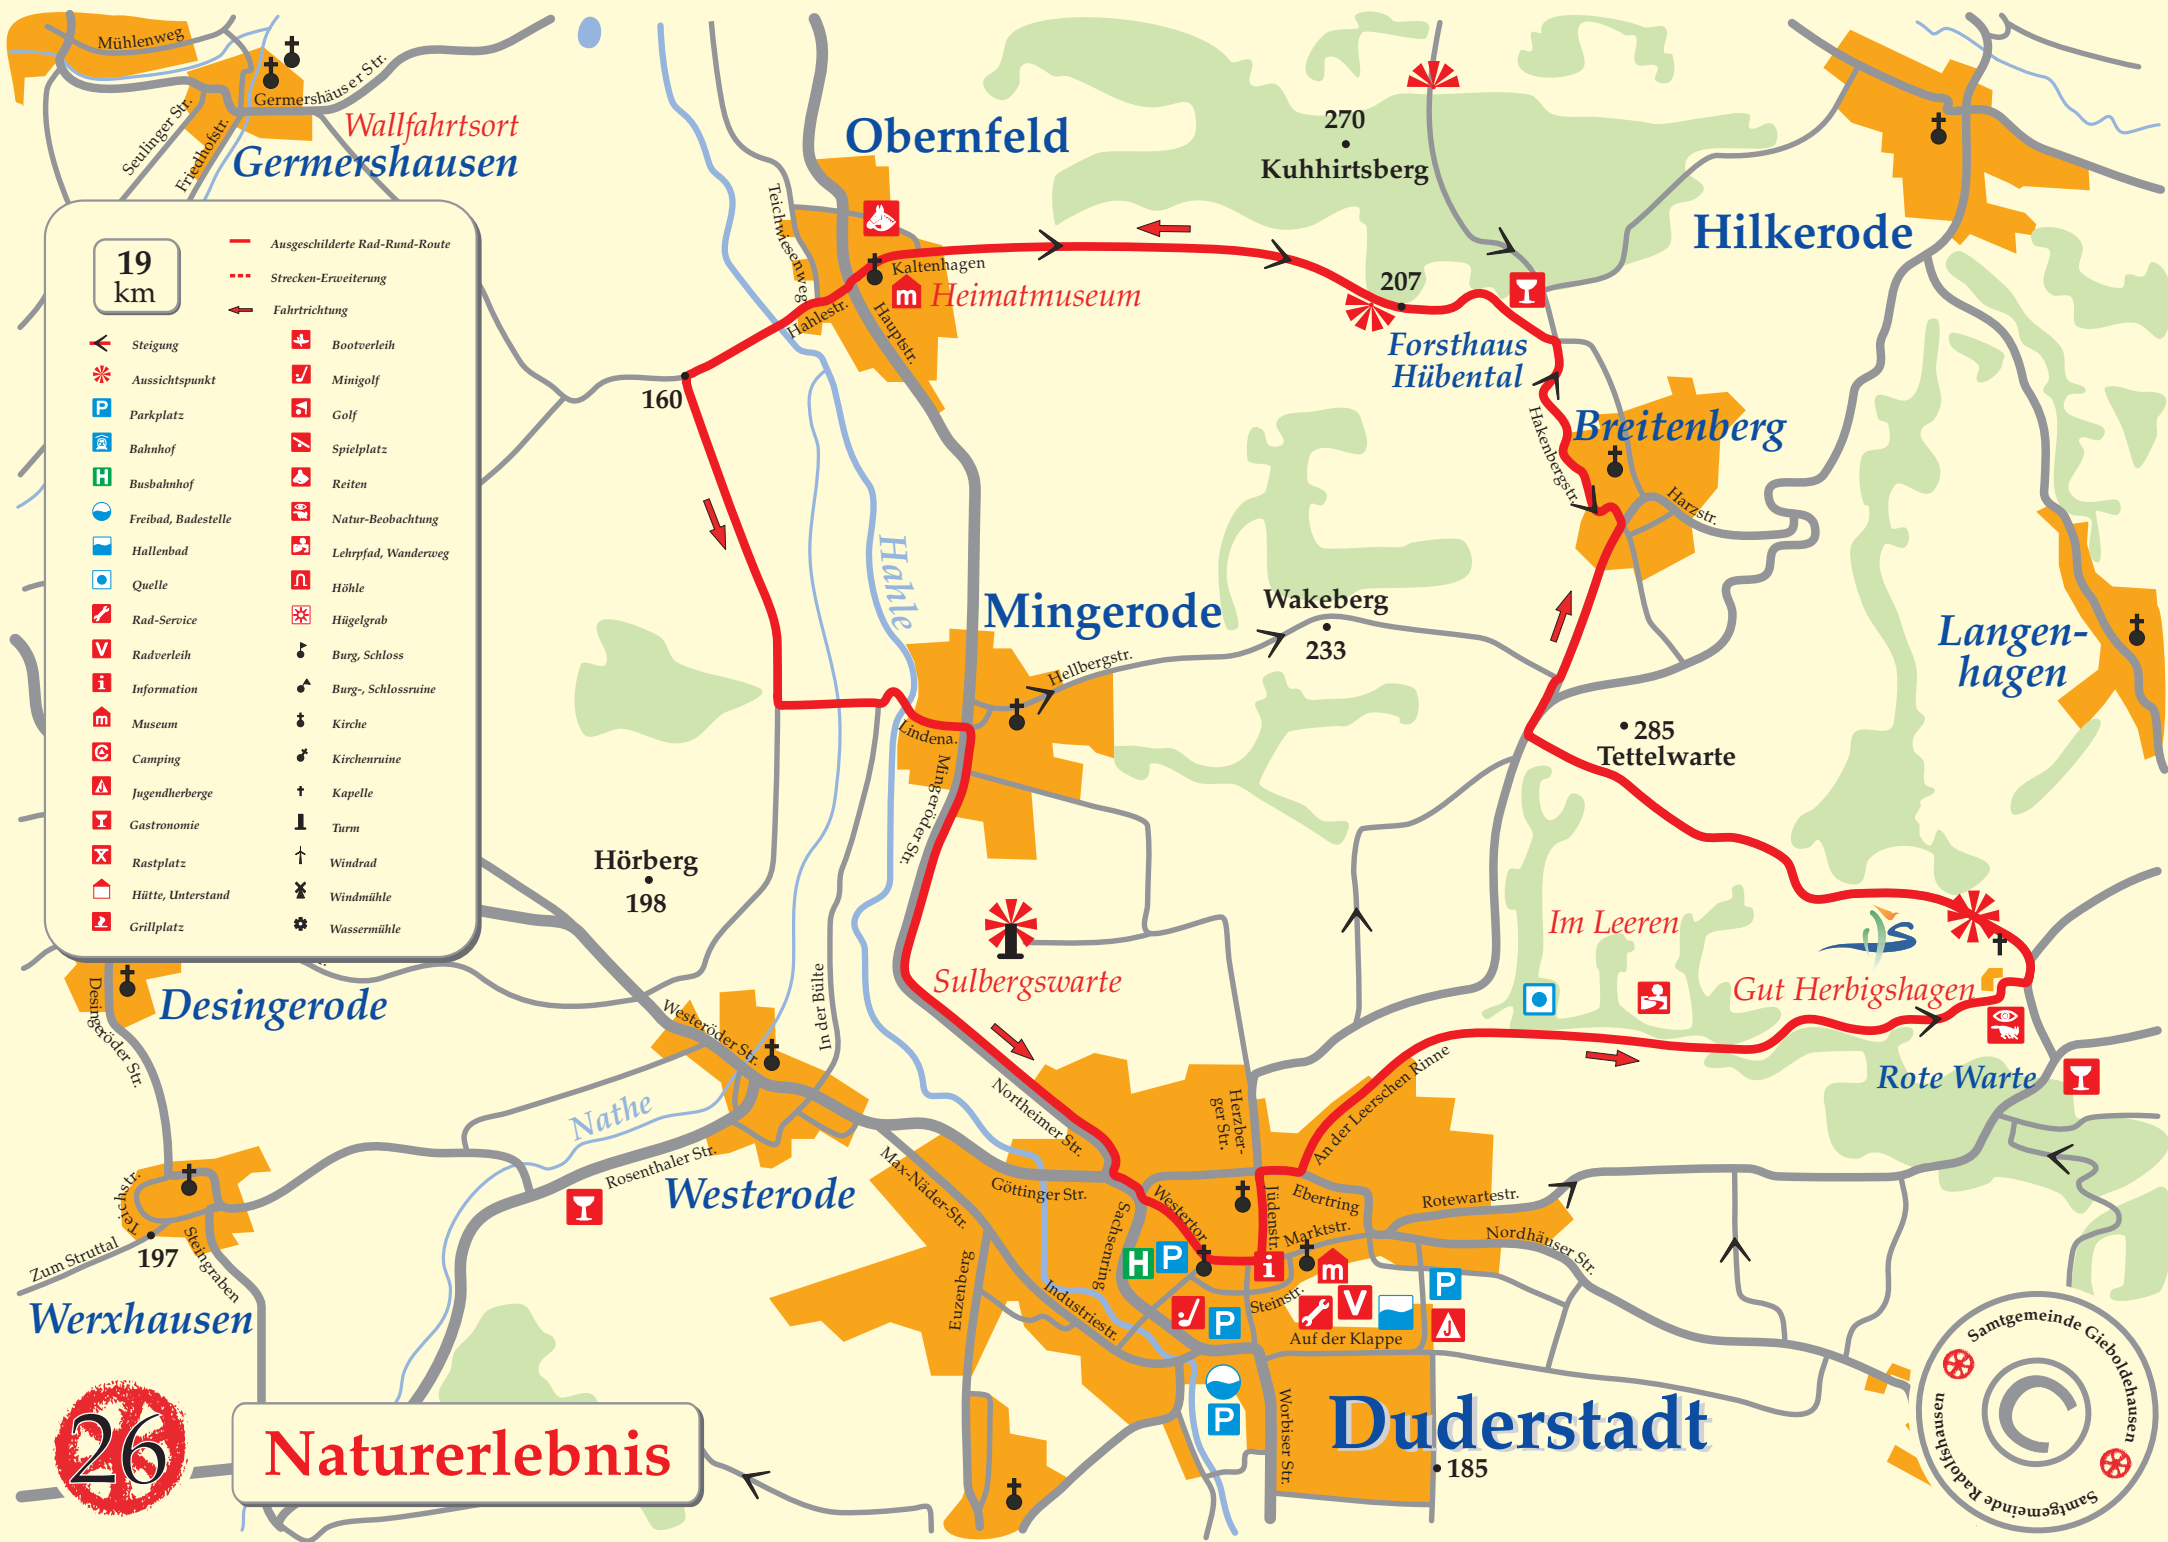 Mühlenweg
Germershäuser Str.
Seulinger Str.
Friedhofstr.
Wallfahrtsort
Germershausen
19
km
Ausgeschilderte Rad-Rund-Route
Strecken-Erweiterung
Fahrtrichtung
Steigung
Aussichtspunkt
P
Parkplatz
Bahnhof
H
Busbahnhof
Freibad, Badestelle
Hallenbad
Quelle
Rad-Service
V
Radverleih
i
Information
m
Museum
C
Camping
Jugendherberge
Gastronomie
Rastplatz
Hütte, Unterstand
Grillplatz
Bootverleih
Minigolf
Golf
Spielplatz
Reiten
Natur-Beobachtung
Lehrpfad, Wanderweg
Höhle
Hügelgrab
Burg, Schloss
Burg-, Schlossruine
Kirche
Kirchenruine
Kapelle
Turm
Windrad
Windmühle
Wassermühle
Obernfeld
Teichwiesenweg
Kaltenhagen
m
Heimatmuseum
Hahlestr.
Hauptstr.
160
270
Kuhhirtsberg
207
Forsthaus
Hübental
Hilkerode
Breitenberg
Hakenbergstr.
Harzstr.
Hahle
Mingerode
Hellbergstr.
Wakeberg
233
Lindena.
Mingeröder Str.
Langen-
hagen
285
Tettelwarte
Hörberg
198
Sulbergswarte
Im Leeren
Gut Herbigshagen
Rote Warte
Desingerode
Desingeröder Str.
Westeröder Str.
In der Bülte
Nathe
Rosenthaler Str.
Westerode
Teichstr.
Zum Struttal
197
Steingraben
Werxhausen
Northeimer Str.
Herzber-
ger Str.
An der Leerschen Rinne
Max-Näder-Str.
Göttinger Str.
Sachsenring
Westertor
Jüdenstr.
Ebertring
Marktstr.
Rotewartestr.
Nordhäuser Str.
H
P
i
m
Euzenberg
Industriestr.
Steinstr.
V
P
P
J
Auf der Klappe
P
Worbiser Str.
Duderstadt
185
26
Naturerlebnis
Samtgemeinde Gieboldehausen
Samtgemeinde Radolfshausen